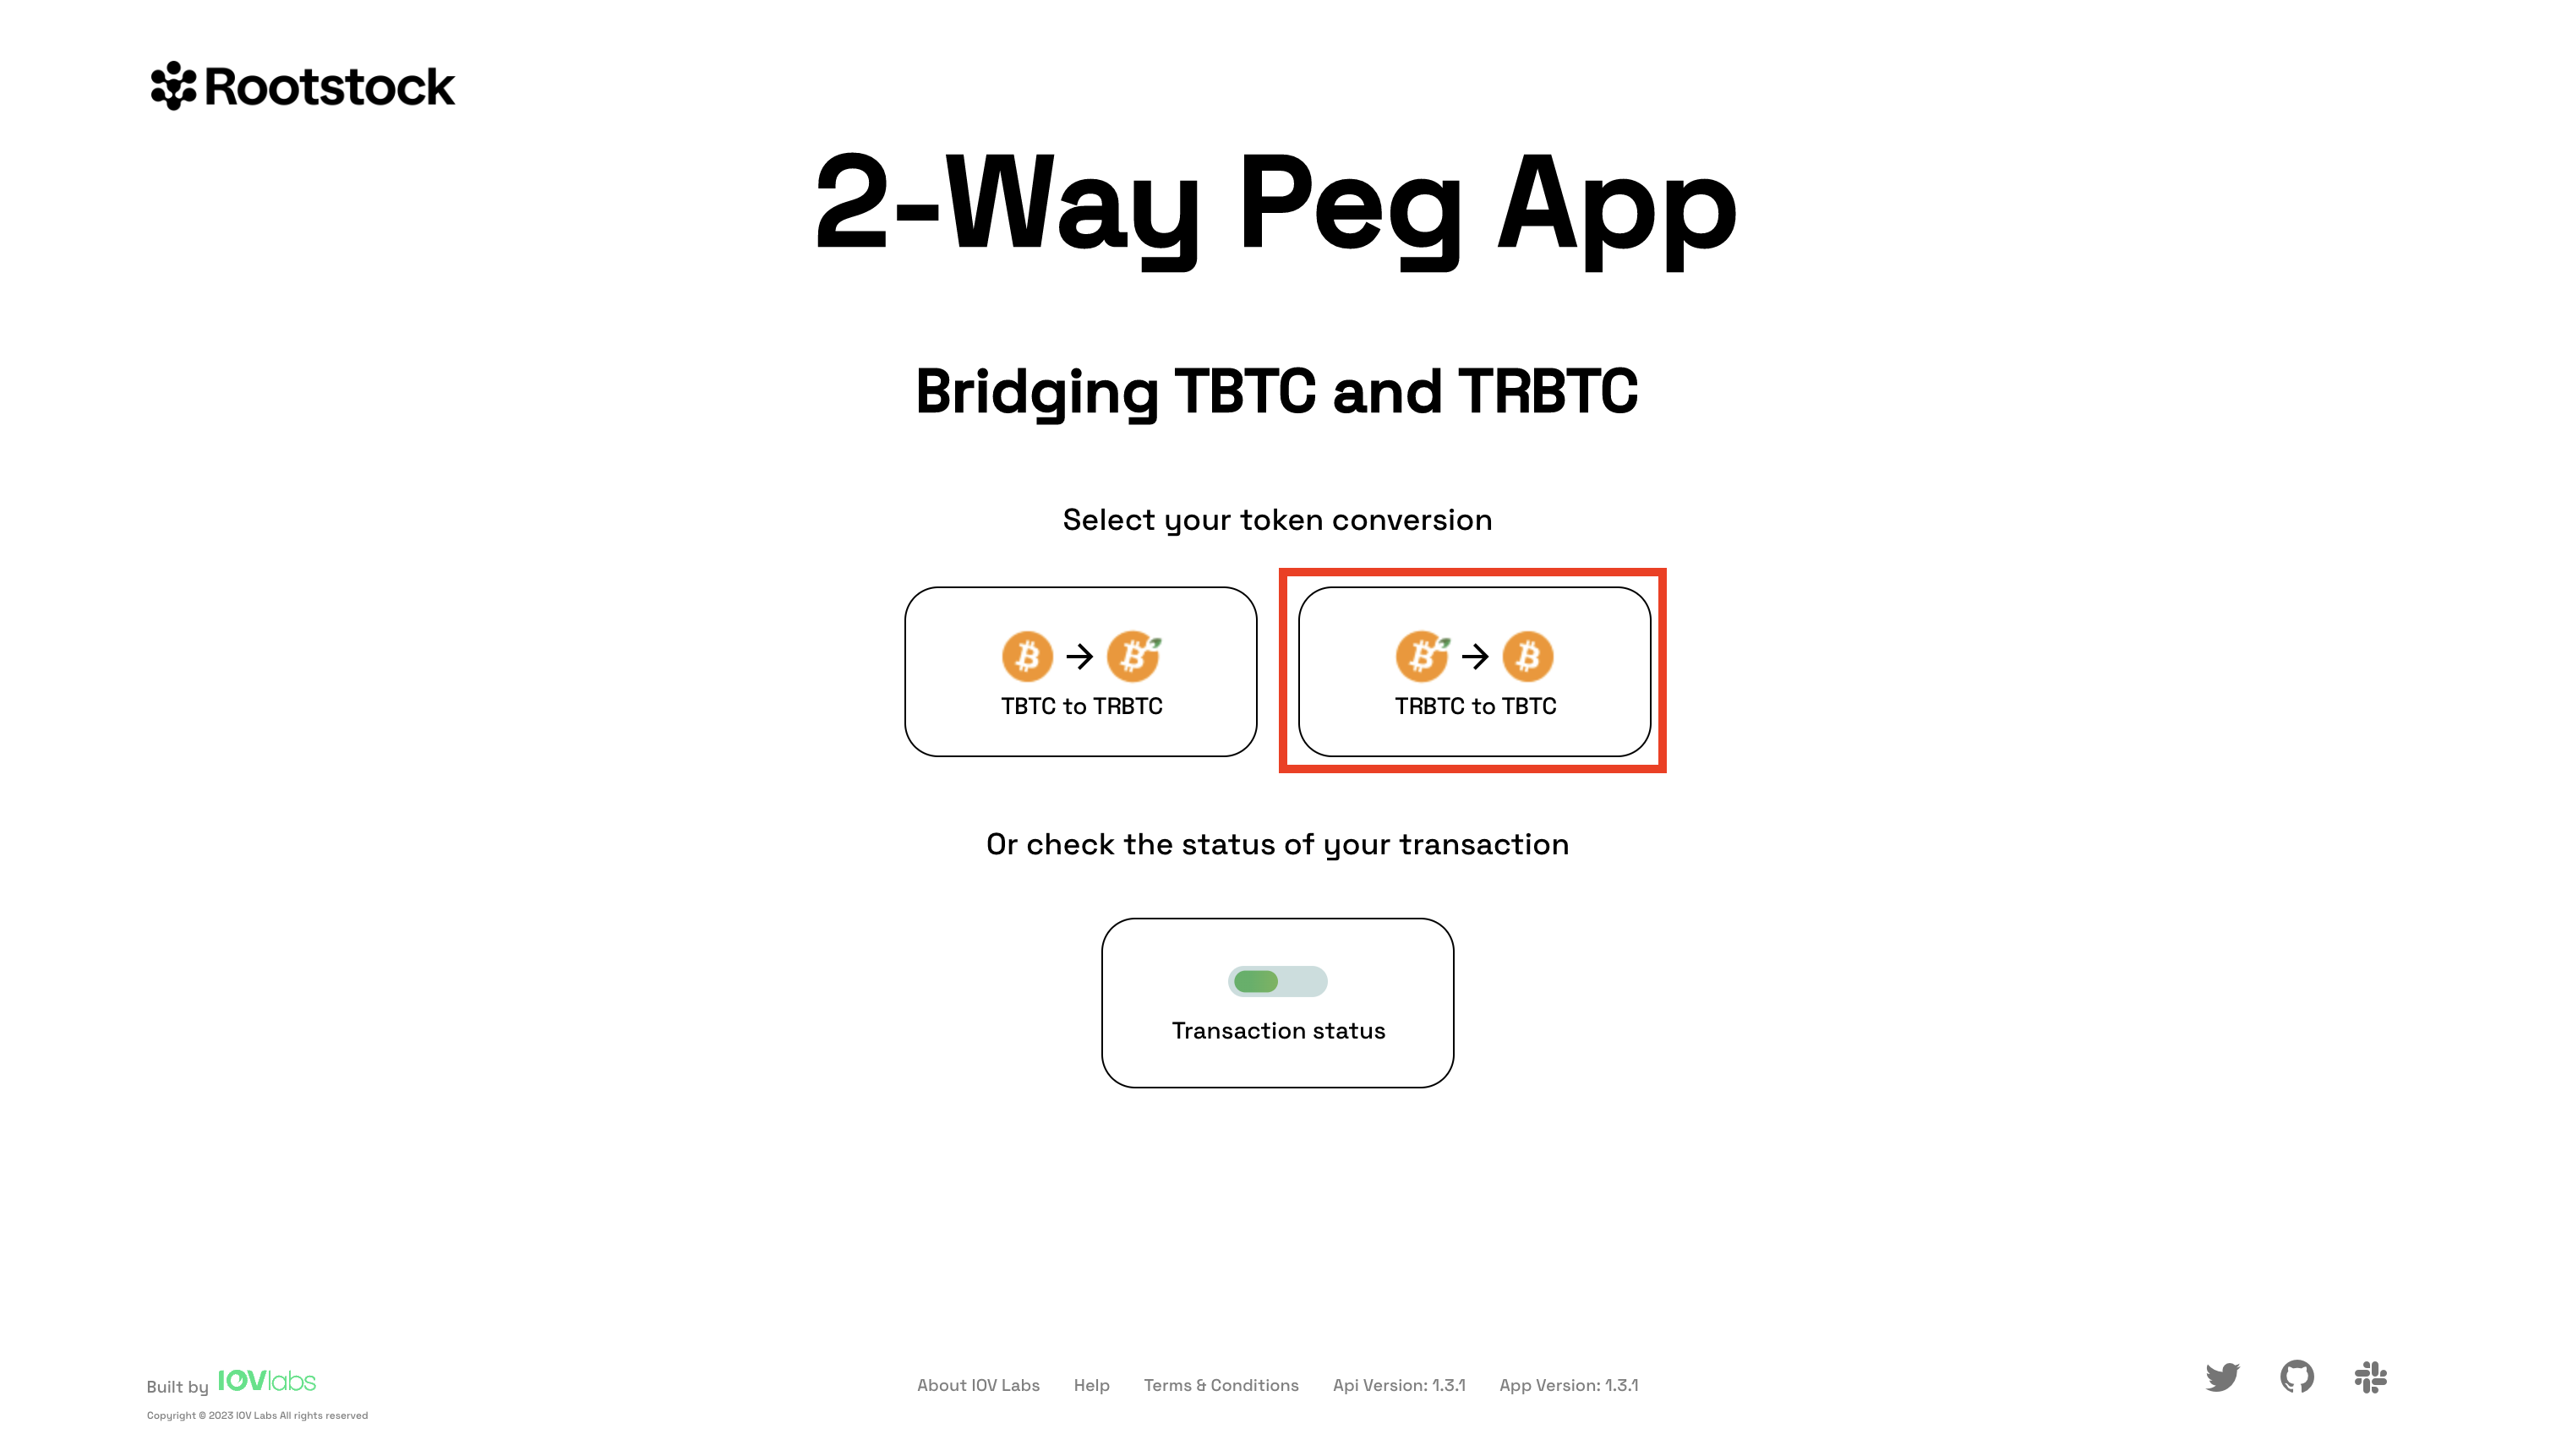 Rootstock
2-Way Peg App
Bridging TBTC and TRBTC
Select your token conversion
TBTC to TRBTC
TRBTC to TBTC
Or check the status of your transaction
Transaction status
Built by IOVlabs
Copyright © 2023 IOV Labs All rights reserved
About IOV Labs Help Terms & Conditions Api Version: 1.3.1 App Version: 1.3.1